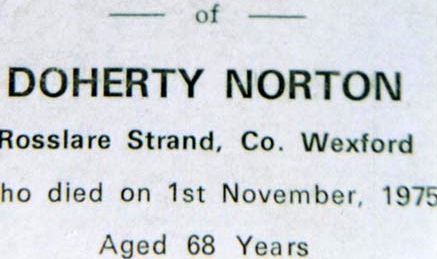 of
DOHERTY NORTON
Rosslare Strand, Co. Wexford
ho died on 1st November, 1975
Aged 68 Years